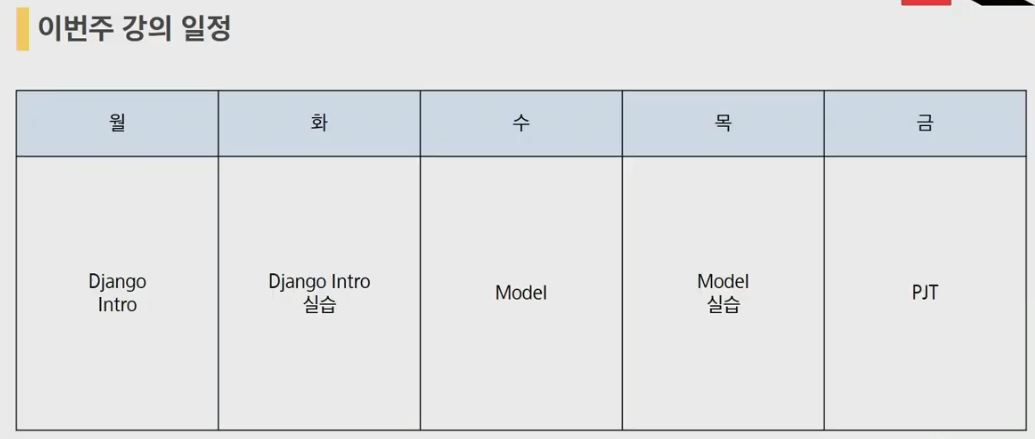 이번주 강의 일정
월
화
수
목
금
Django
Intro
Django Intro
실습
Model
Model
실습
PJT